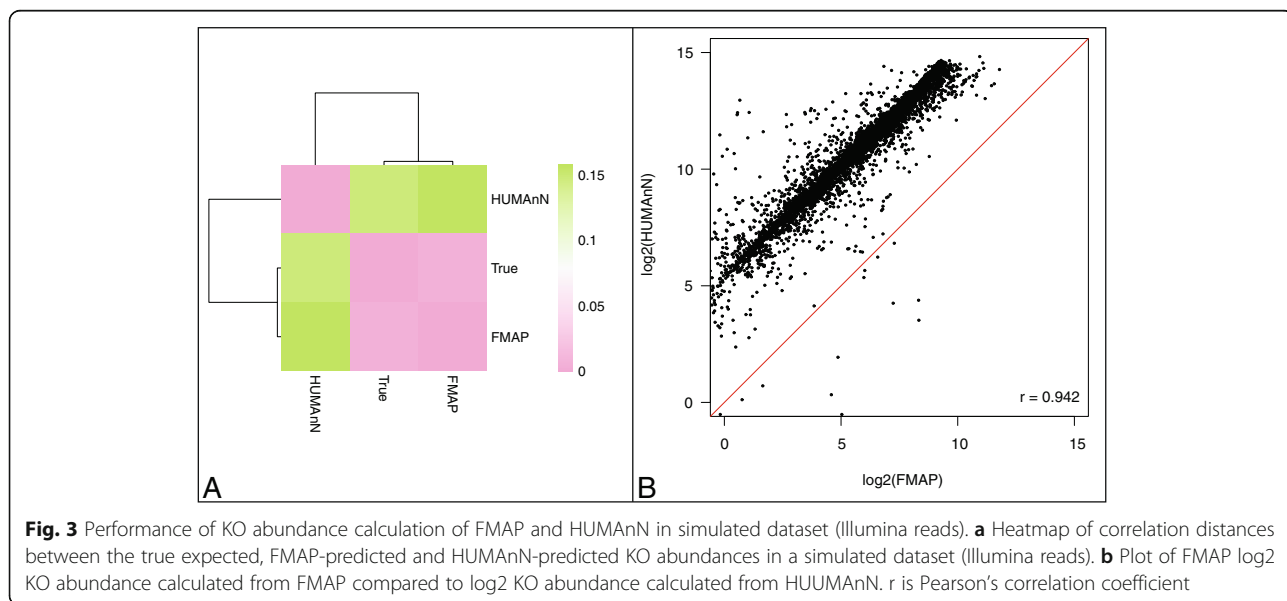 HUMAnN
True
FMAP
0.15
0.1
0.05
0
HUMAnN
True
FMAP
A
15
10
5
0
log2(HUMAnN)
r = 0.942
0
5
10
15
log2(FMAP)
B
Fig. 3 Performance of KO abundance calculation of FMAP and HUMAnN in simulated dataset (Illumina reads). a Heatmap of correlation distances
between the true expected, FMAP-predicted and HUMAnN-predicted KO abundances in a simulated dataset (Illumina reads). b Plot of FMAP log2
KO abundance calculated from FMAP compared to log2 KO abundance calculated from HUUMAnN. r is Pearson's correlation coefficient